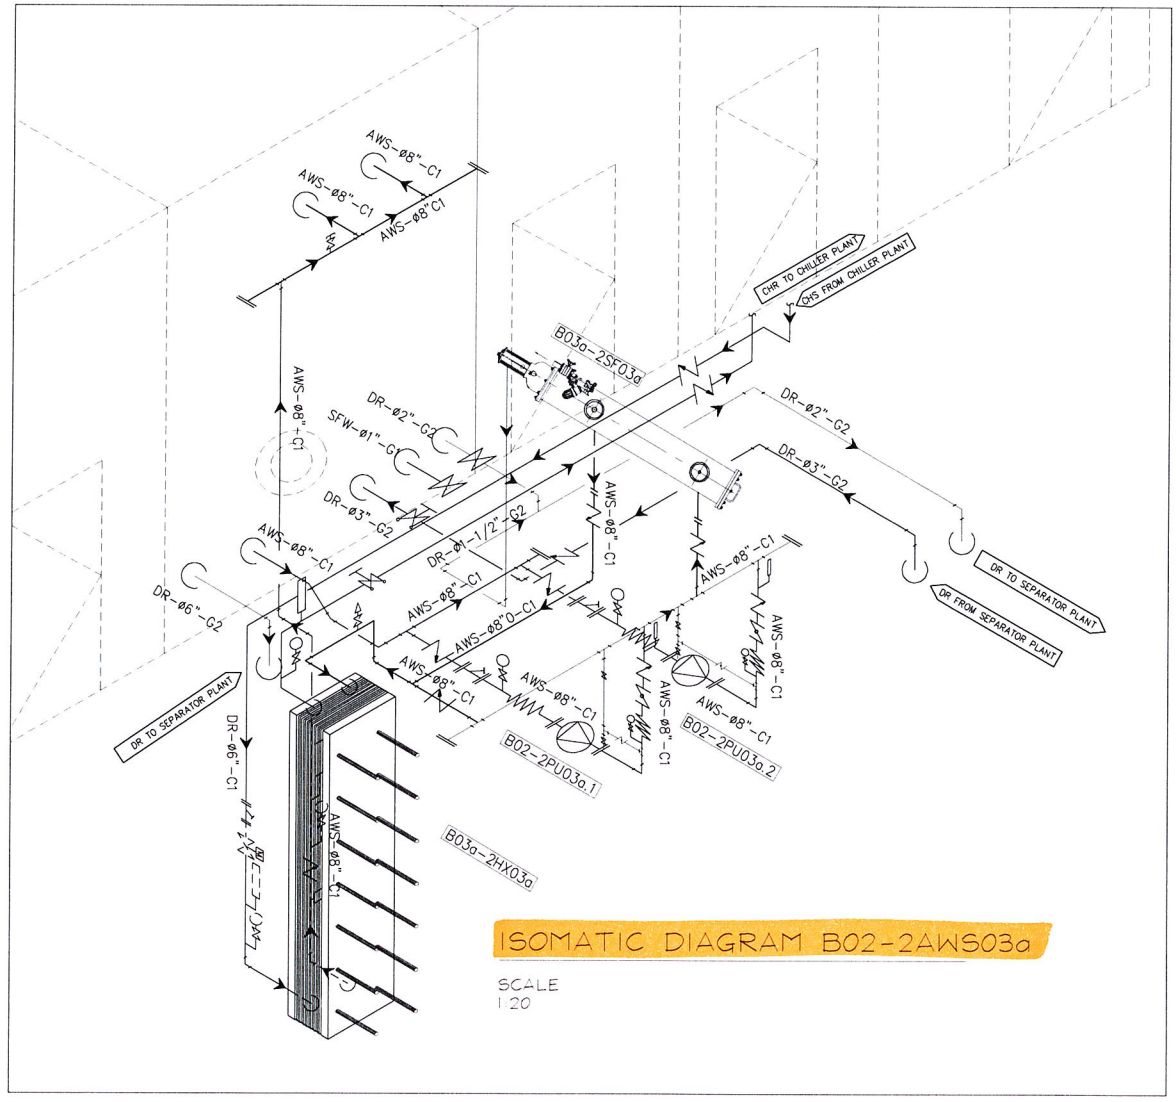 AWS-ø8"-C1
AWS-ø8"-C1
AWS-ø8"C1
CHR TO CHILLER PLANT
CHS FROM CHILLER PLANT
B03a-2SF03a
AWS-ø8"-C1
DR-ø2"-G2
SFW-ø1"-G1
DR-ø3"-G2
DR-ø2"-G2
DR-ø3"-G2
AWS-ø8"-C1
DR-ø1-1/2"-G2
AWS-ø8"-C1
DR-ø6"-G2
AWS-ø8"-C1
AWS-ø8"0-C1
AWS-ø8"-C1
DR TO SEPARATOR PLANT
DR FROM SEPARATOR PLANT
AWS-ø8"-C1
AWS-ø8"-C1
AWS-ø8"-C1
AWS-ø8"-C1
AWS-ø8"-C1
DR TO SEPARATOR PLANT
DR-ø6"-C1
B02-2PU03a.1
B02-2PU03a.2
AWS-ø8"-C1
B03a-2HX03a
ISOMATIC DIAGRAM B02-2AWS03a
SCALE
1:20